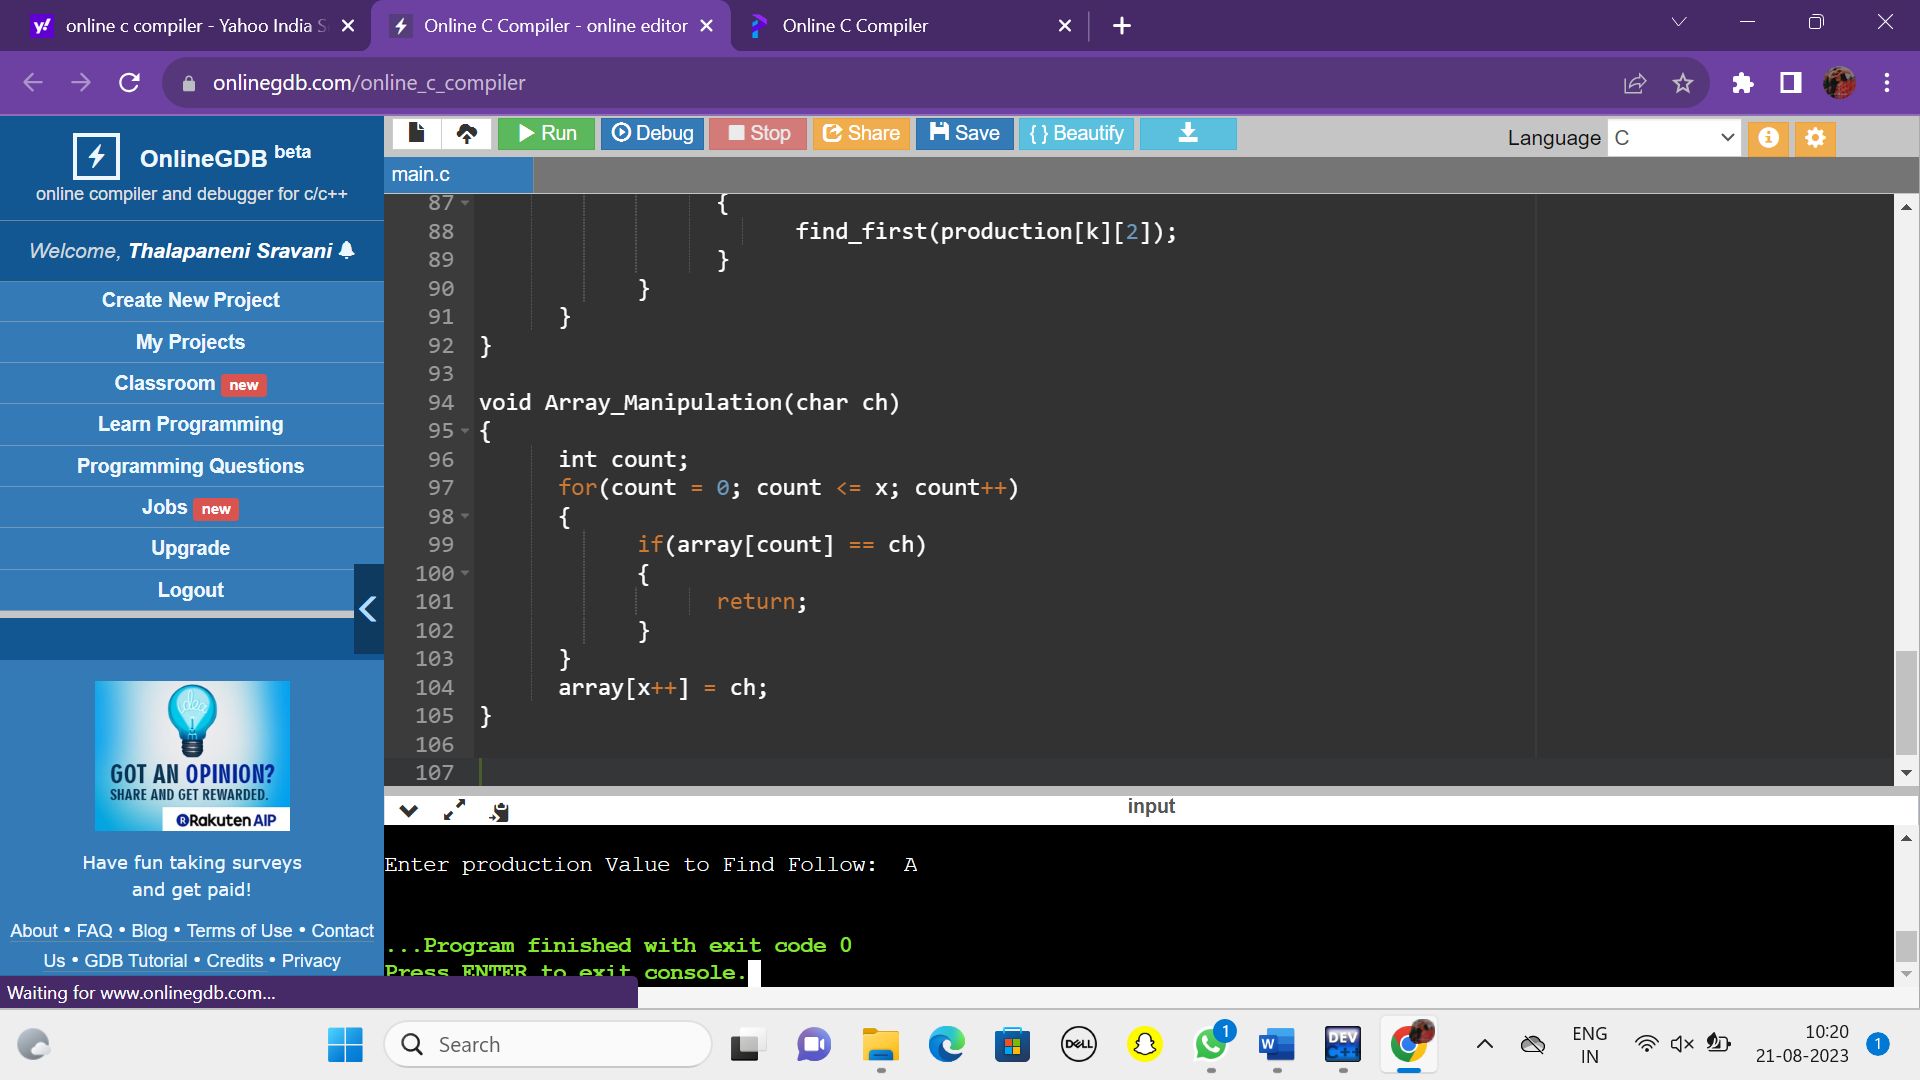 online c compiler - Yahoo India S
Online C Compiler - online editor
Online C Compiler
onlinegdb.com/online_c_compiler
OnlineGDB beta
online compiler and debugger for c/c++
Welcome, Thalapaneni Sravani
Create New Project
My Projects
Classroom new
Learn Programming
Programming Questions
Jobs new
Upgrade
Logout
idea
GOT AN OPINION?
SHARE AND GET REWARDED.
Rakuten AIP
Have fun taking surveys
and get paid!
About • FAQ • Blog • Terms of Use • Contact
Us • GDB Tutorial • Credits • Privacy
Waiting for www.onlinegdb.com...
Run Debug Stop Share Save { } Beautify
Language C
main.c
87 {
88 find_first(production[k][2]);
89 }
90 }
91 }
92 }
93
94 void Array_Manipulation(char ch)
95 {
96 int count;
97 for(count = 0; count <= x; count++)
98 {
99 if(array[count] == ch)
100 {
101 return;
102 }
103 }
104 array[x++] = ch;
105 }
106
107
input
Enter production Value to Find Follow:  A
...Program finished with exit code 0
Press ENTER to exit console.
Search
DELL
1
W
DEV
C++
ENG
IN
10:20
21-08-2023
1